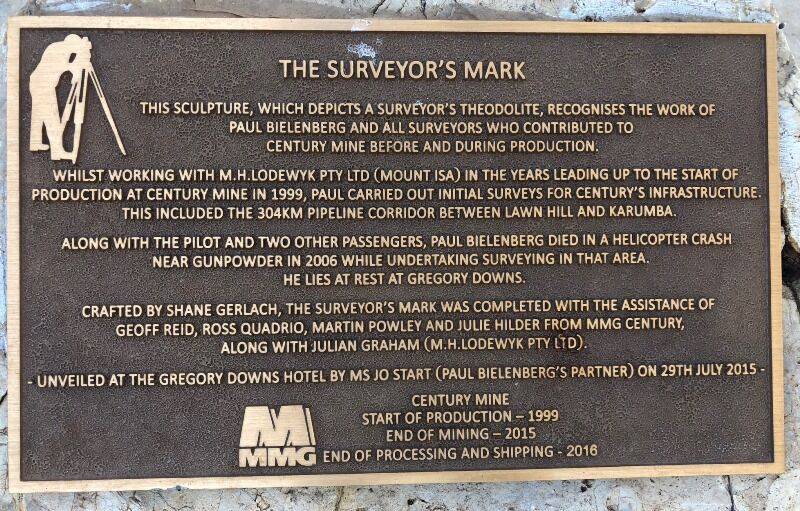 THE SURVEYOR'S MARK
THIS SCULPTURE, WHICH DEPICTS A SURVEYOR'S THEODOLITE, RECOGNISES THE WORK OF
PAUL BIELENBERG AND ALL SURVEYORS WHO CONTRIBUTED TO
CENTURY MINE BEFORE AND DURING PRODUCTION.
WHILST WORKING WITH M.H.LODEWYK PTY LTD (MOUNT ISA) IN THE YEARS LEADING UP TO THE START OF
PRODUCTION AT CENTURY MINE IN 1999, PAUL CARRIED OUT INITIAL SURVEYS FOR CENTURY'S INFRASTRUCTURE.
THIS INCLUDED THE 304KM PIPELINE CORRIDOR BETWEEN LAWN HILL AND KARUMBA.
ALONG WITH THE PILOT AND TWO OTHER PASSENGERS, PAUL BIELENBERG DIED IN A HELICOPTER CRASH
NEAR GUNPOWDER IN 2006 WHILE UNDERTAKING SURVEYING IN THAT AREA.
HE LIES AT REST AT GREGORY DOWNS.
CRAFTED BY SHANE GERLACH, THE SURVEYOR'S MARK WAS COMPLETED WITH THE ASSISTANCE OF
GEOFF REID, ROSS QUADRIO, MARTIN POWLEY AND JULIE HILDER FROM MMG CENTURY,
ALONG WITH JULIAN GRAHAM (M.H.LODEWYK PTY LTD).
- UNVEILED AT THE GREGORY DOWNS HOTEL BY MS JO START (PAUL BIELENBERG'S PARTNER) ON 29TH JULY 2015 -
CENTURY MINE
START OF PRODUCTION – 1999
END OF MINING – 2015
END OF PROCESSING AND SHIPPING - 2016
MMG